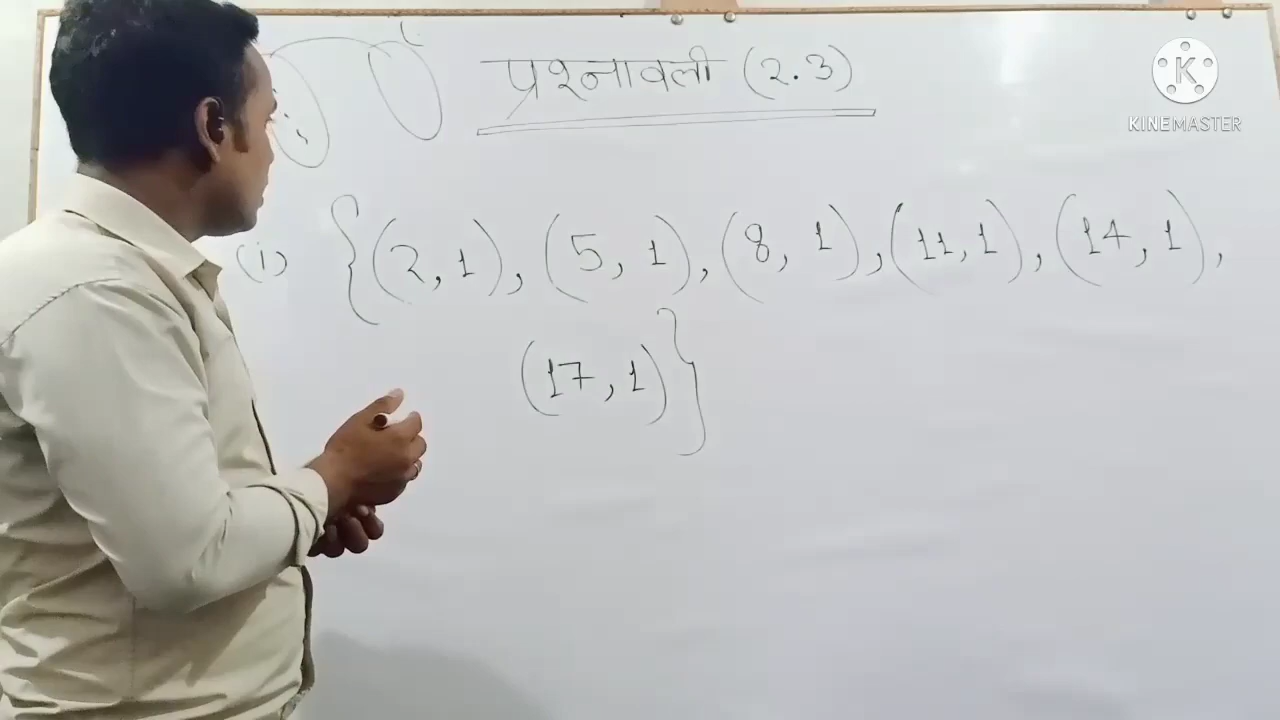 प्रश्नावली (2.3)
K
KINEMASTER
(i) {(2, 1), (5, 1), (8, 1), (11, 1), (14, 1),
(17, 1)}